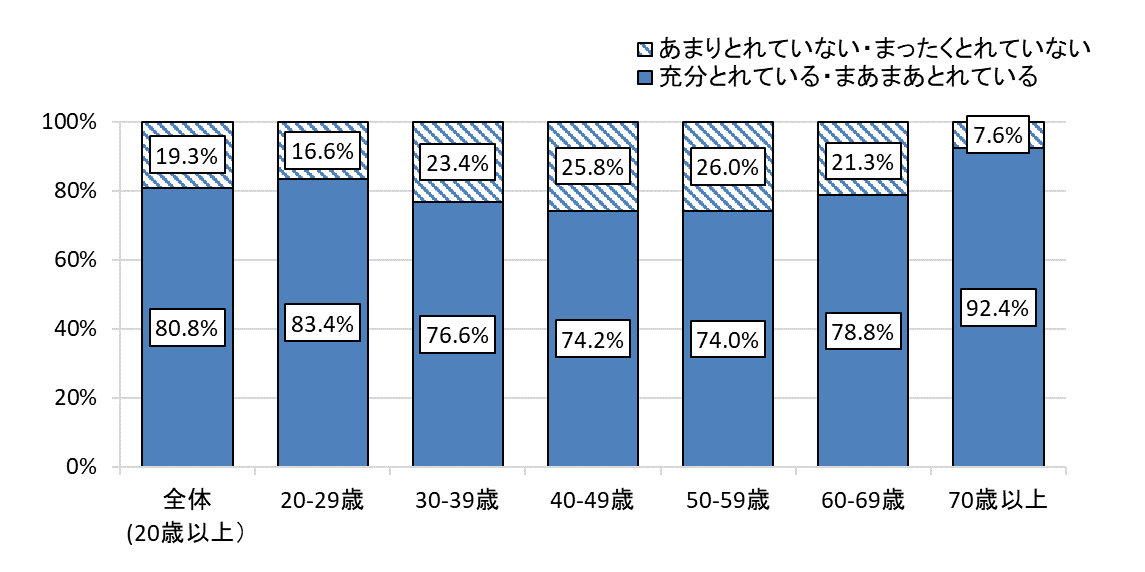 あまりとれていない・まったくとれていない
充分とれている・まあまあとれている
100%
80%
60%
40%
20%
0%
19.3%
16.6%
23.4%
25.8%
26.0%
21.3%
7.6%
80.8%
83.4%
76.6%
74.2%
74.0%
78.8%
92.4%
全体
(20歳以上）
20-29歳
30-39歳
40-49歳
50-59歳
60-69歳
70歳以上